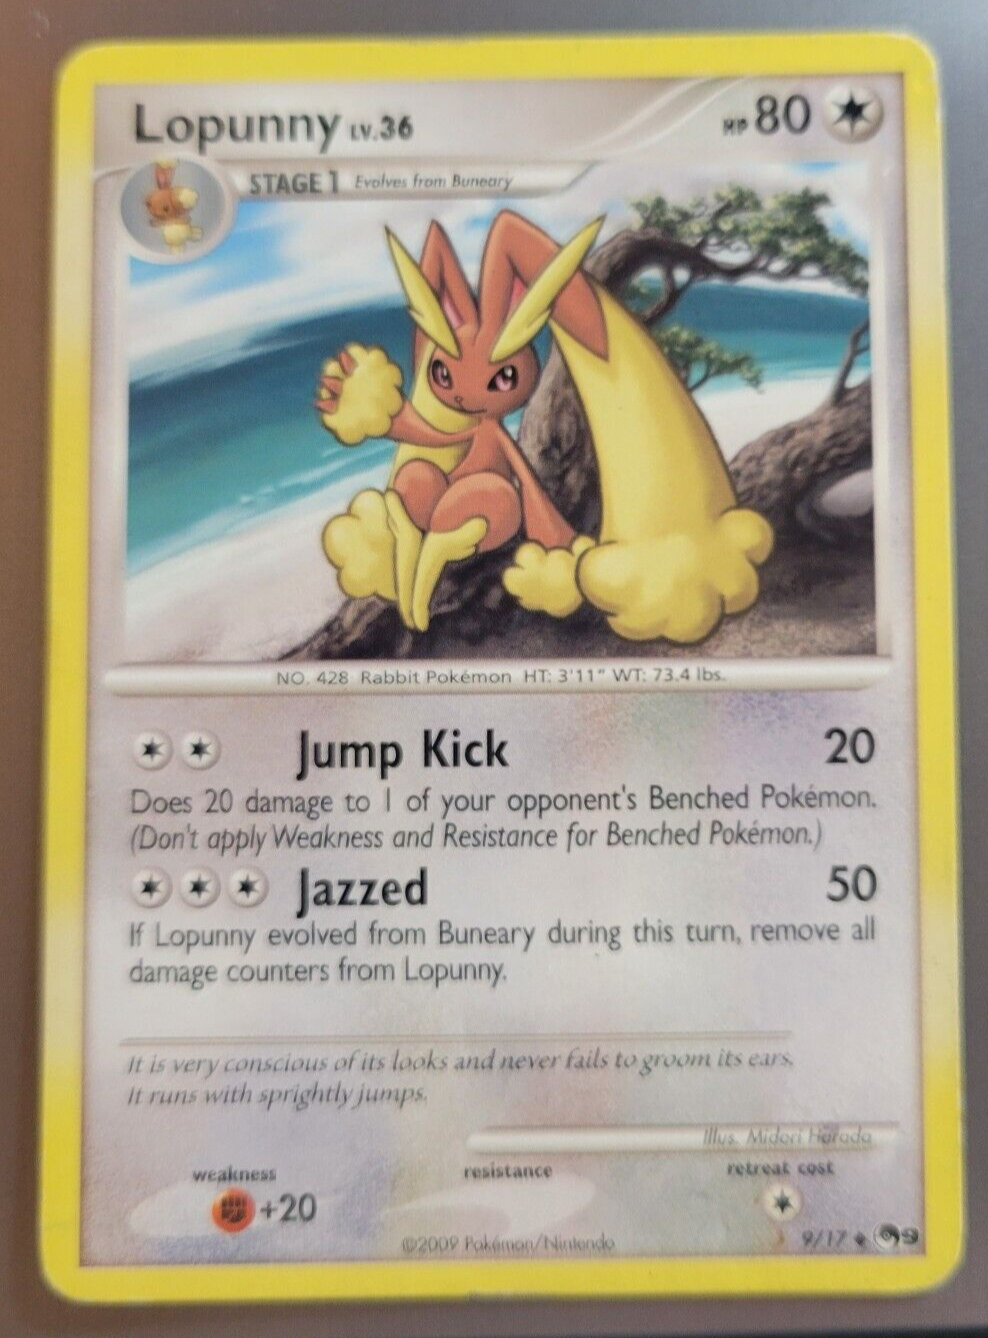 Lopunny LV.36 HP 80
STAGE 1 Evolves from Buneary
NO. 428 Rabbit Pokémon HT: 3'11" WT: 73.4 lbs.
Jump Kick 20
Does 20 damage to 1 of your opponent's Benched Pokémon.
(Don't apply Weakness and Resistance for Benched Pokémon.)
Jazzed 50
If Lopunny evolved from Buneary during this turn, remove all
damage counters from Lopunny.
It is very conscious of its looks and never fails to groom its ears.
It runs with sprightly jumps.
Illus. Midori Harada
weakness resistance retreat cost
+20
©2009 Pokémon/Nintendo 9/17 ◆ 9